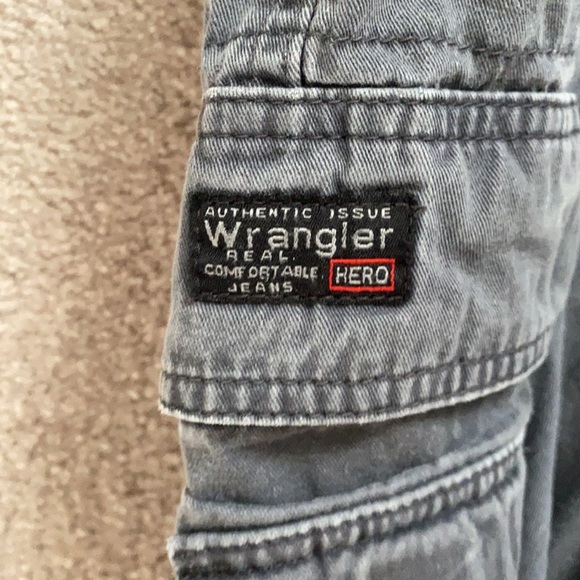 AUTHENTIC ISSUE
Wrangler
REAL.
COMFORTABLE. HERO
JEANS